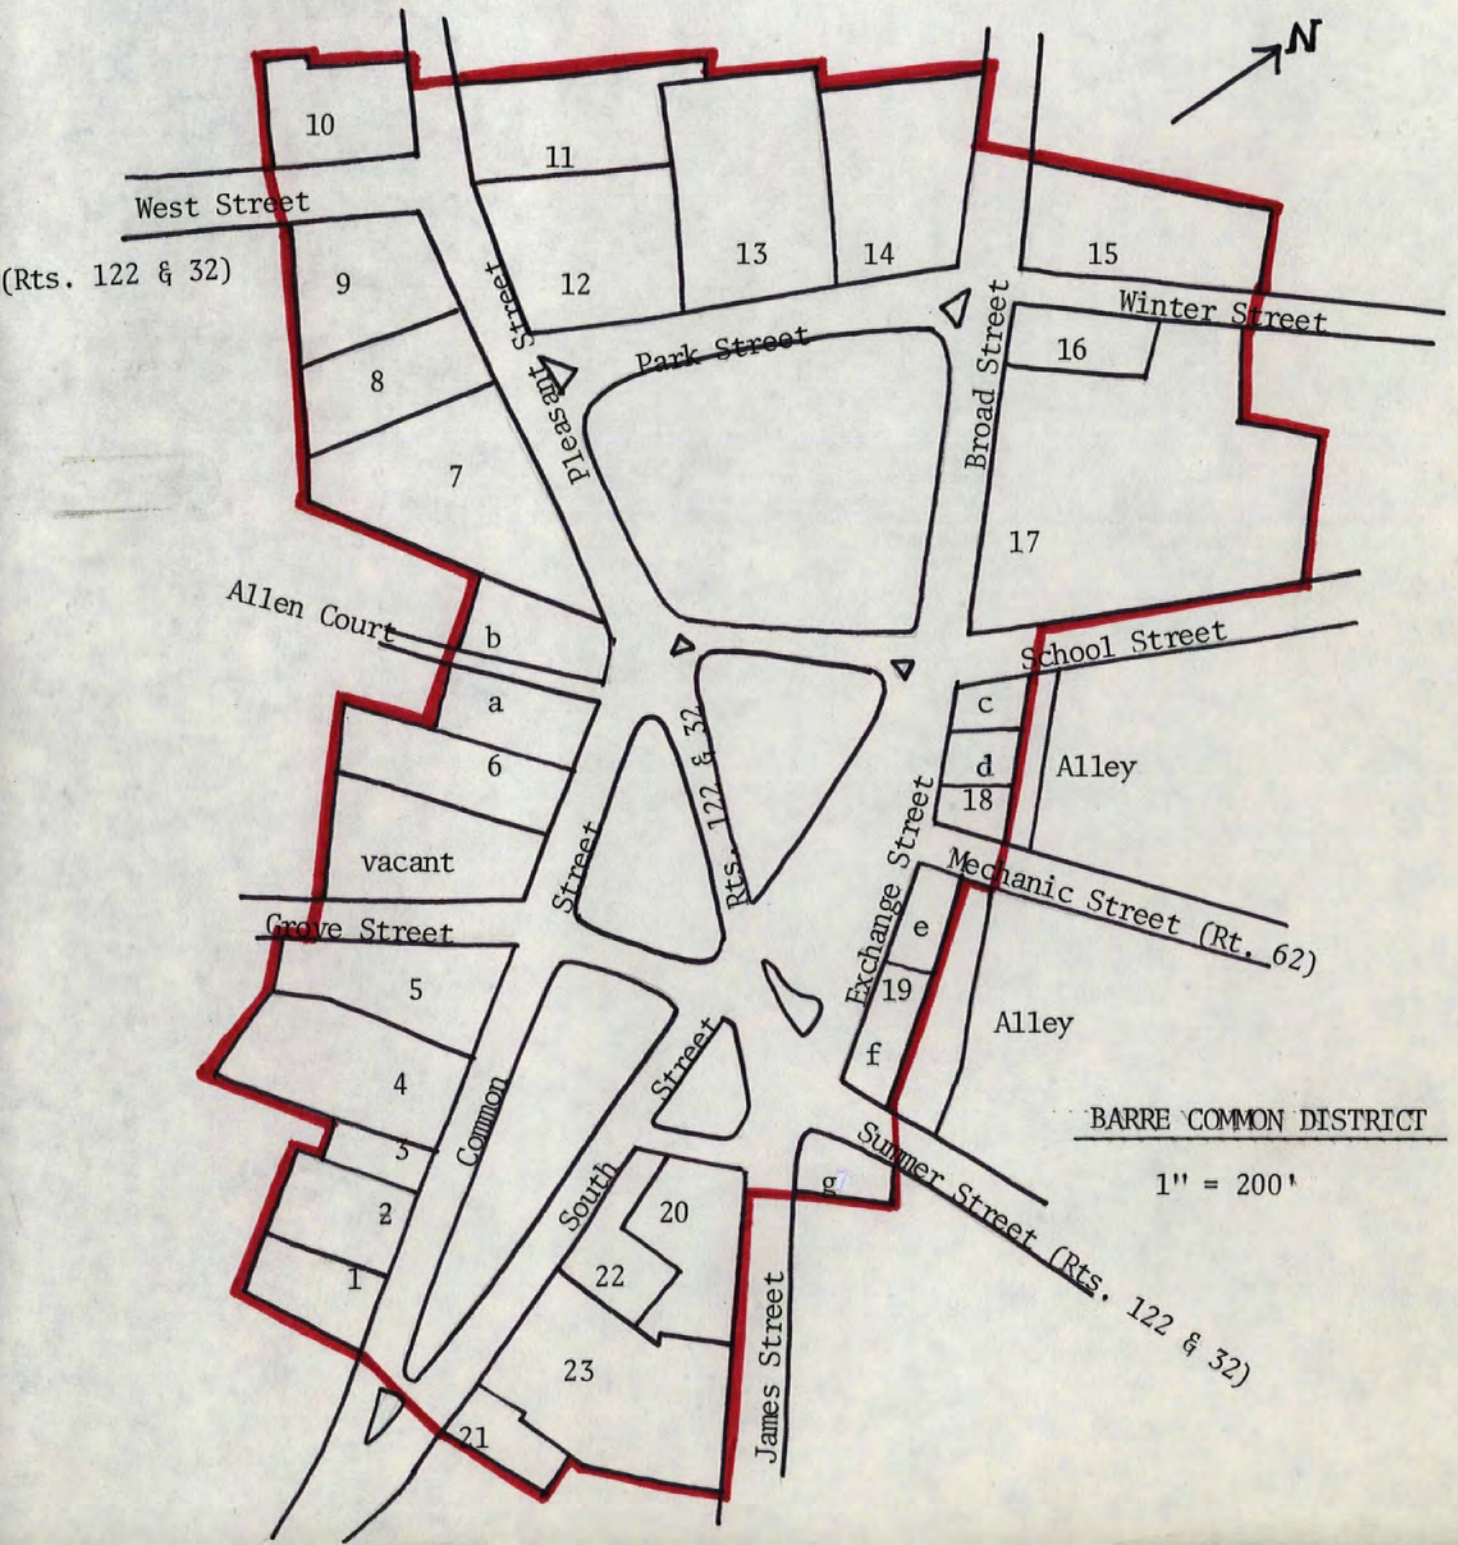 N
10
11
West Street
(Rts. 122 & 32)
9
12
13
14
15
Winter Street
Pleasant Street
Park Street
Broad Street
16
8
7
17
Allen Court
b
School Street
a
c
6
d
Alley
18
Rts. 122 & 32
vacant
Street
Exchange Street
Mechanic Street (Rt. 62)
Grove Street
e
5
19
Alley
4
Street
f
Common
BARRE COMMON DISTRICT
1" = 200'
5
Summer Street (Rts. 122 & 32)
g
2
South
20
1
22
23
James Street
21